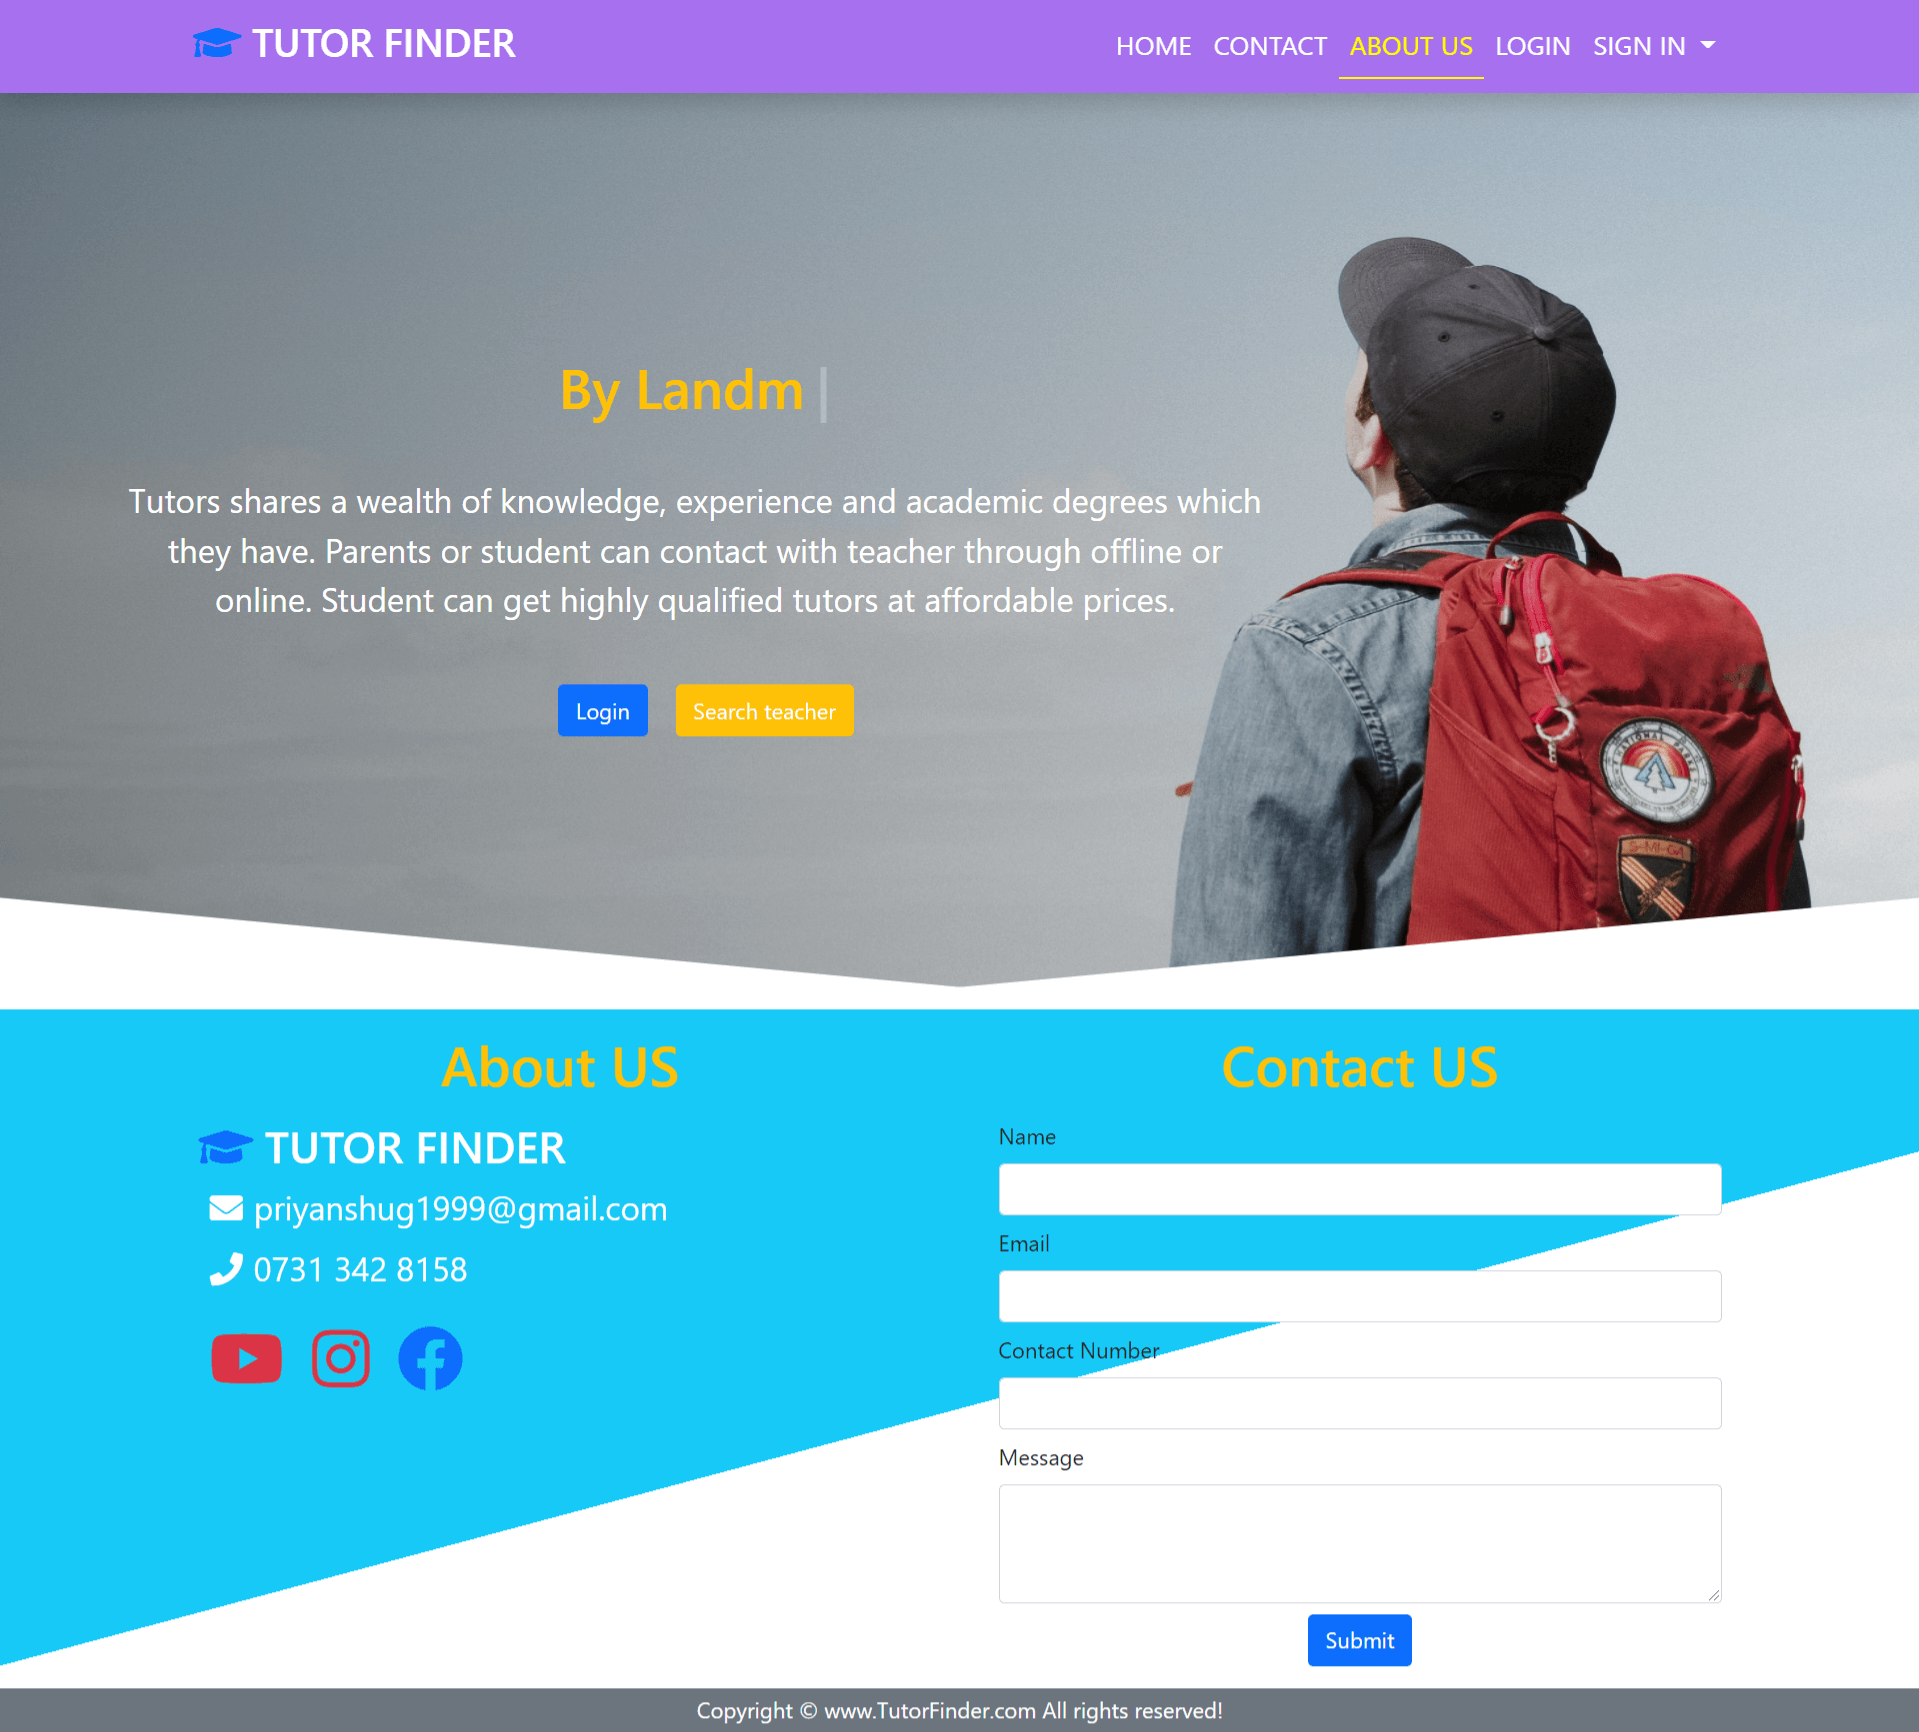 TUTOR FINDER
HOME CONTACT ABOUT US LOGIN SIGN IN
By Landm |
Tutors shares a wealth of knowledge, experience and academic degrees which
they have. Parents or student can contact with teacher through offline or
online. Student can get highly qualified tutors at affordable prices.
Login Search teacher
NATIONAL PARKS
About US
TUTOR FINDER
priyanshug1999@gmail.com
0731 342 8158
Contact US
Name
Email
Contact Number
Message
Submit
Copyright © www.TutorFinder.com All rights reserved!